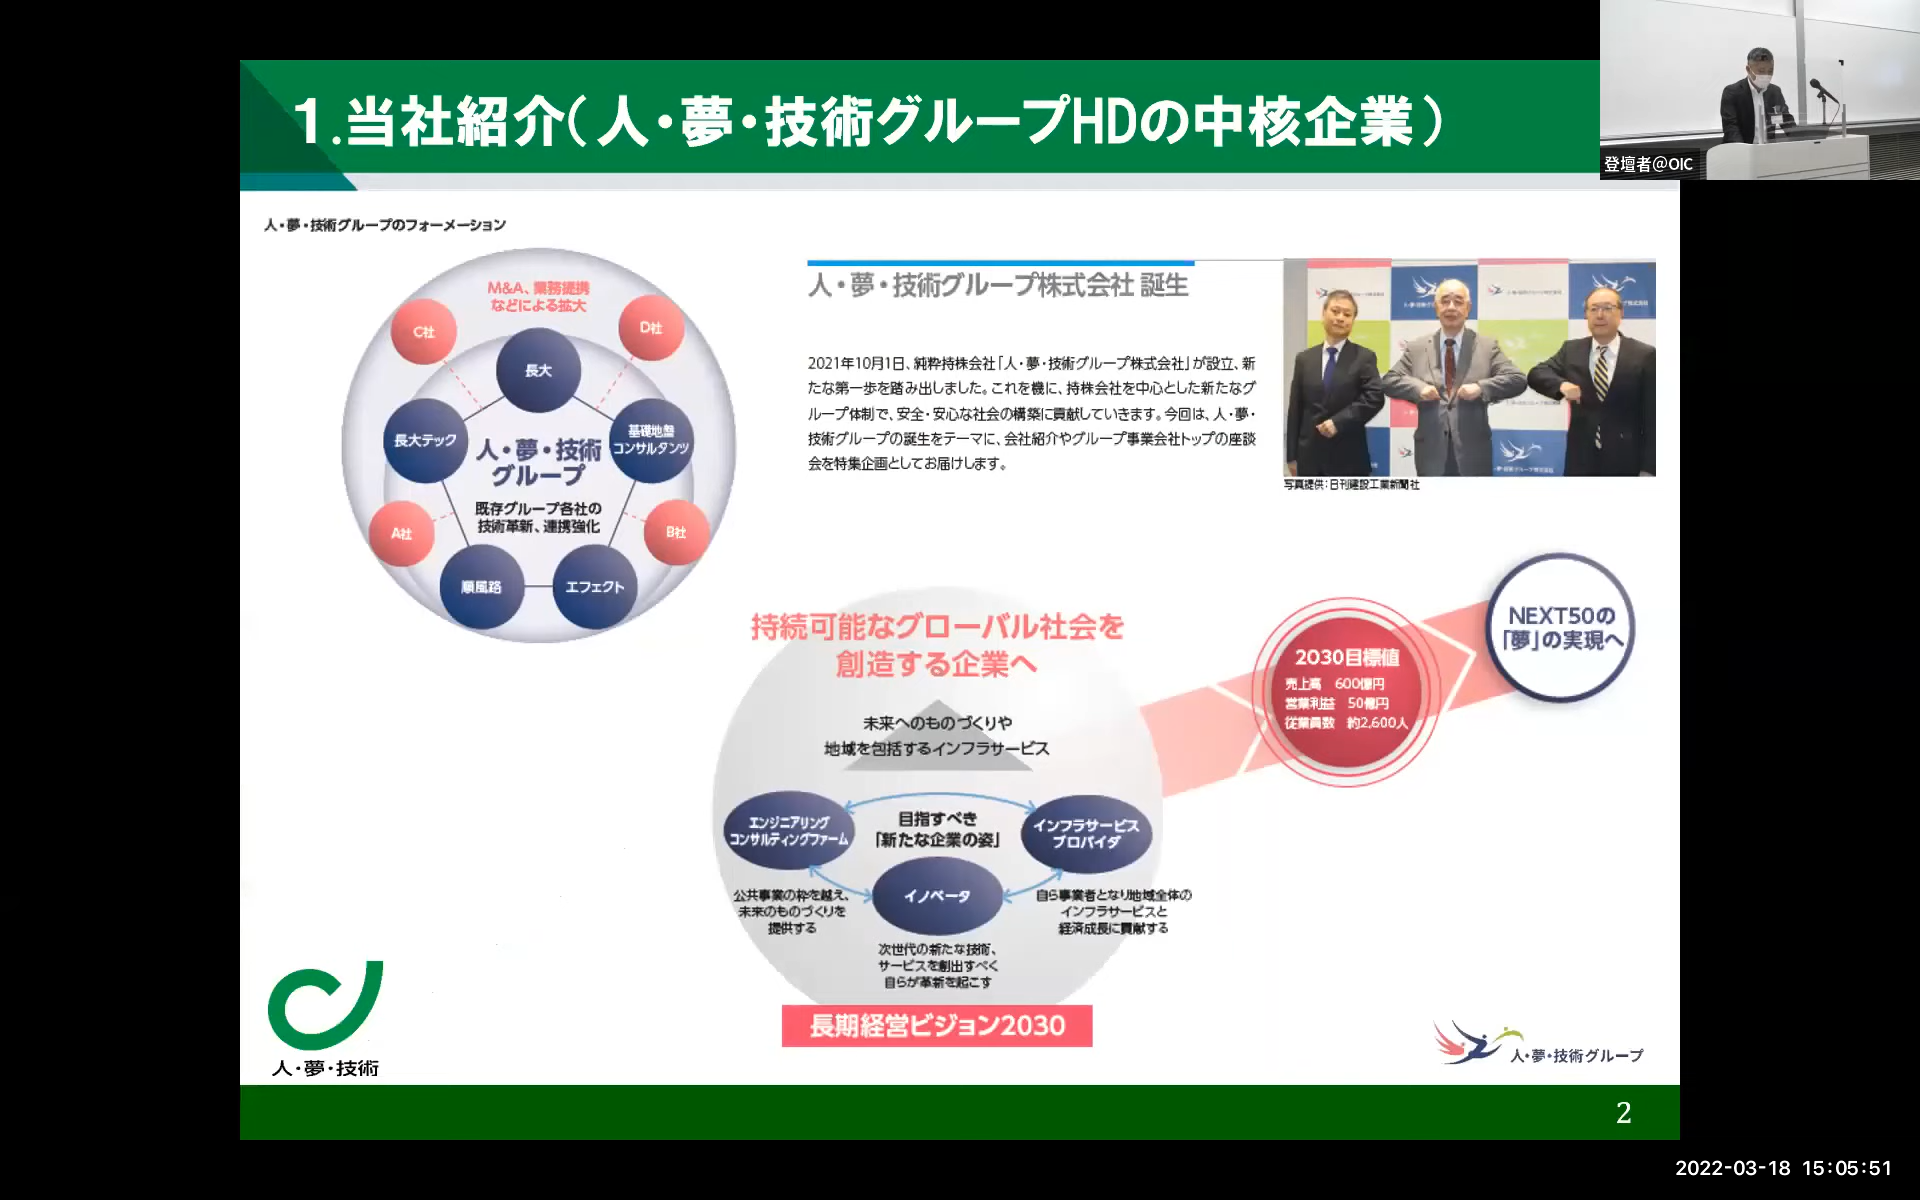 1.当社紹介(人・夢・技術グループHDの中核企業)
登壇者@OIC
人・夢・技術グループのフォーメーション
M&A、業務提携
などによる拡大
C社
D社
長大
長大テック
基礎地盤
コンサルタンツ
人・夢・技術
グループ
既存グループ各社の
技術革新、連携強化
A社
B社
順風路
エフェクト
人・夢・技術グループ株式会社 誕生
2021年10月1日、純粋持株会社「人・夢・技術グループ株式会社」が設立、新
たな第一歩を踏み出しました。これを機に、持株会社を中心とした新たなグ
ループ体制で、安全・安心な社会の構築に貢献していきます。今回は、人・夢・
技術グループの誕生をテーマに、会社紹介やグループ事業会社トップの座談
会を特集企画としてお届けします。
写真提供:日刊建設工業新聞社
持続可能なグローバル社会を
創造する企業へ
未来へのものづくりや
地域を包括するインフラサービス
エンジニアリング
コンサルティングファーム
目指すべき
「新たな企業の姿」
インフラサービス
プロバイダ
イノベータ
公共事業の枠を越え、
未来のものづくりを
提供する
自ら事業者となり地域全体の
インフラサービスと
経済成長に貢献する
次世代の新たな技術、
サービスを創出すべく
自らが革新を起こす
長期経営ビジョン2030
2030目標値
売上高 600億円
営業利益 50億円
従業員数 約2,600人
NEXT50の
「夢」の実現へ
人・夢・技術
人・夢・技術グループ
2
2022-03-18 15:05:51